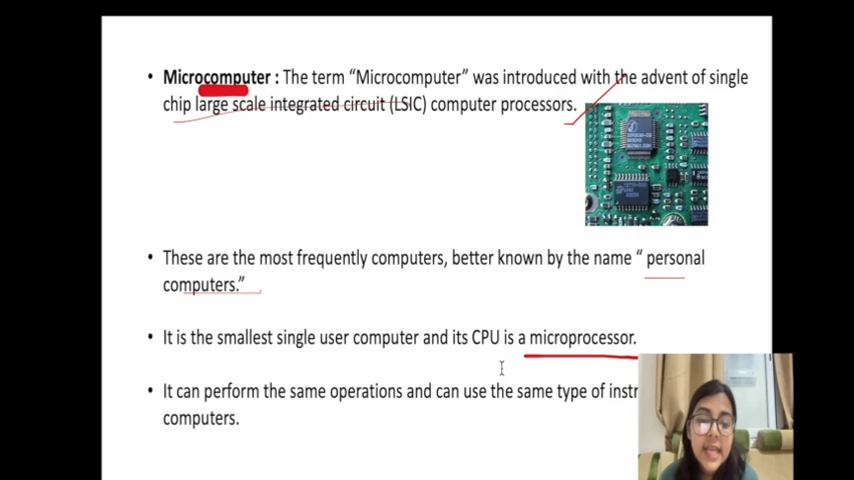 • Microcomputer : The term “Microcomputer” was introduced with the advent of single
chip large scale integrated circuit (LSIC) computer processors.
• These are the most frequently computers, better known by the name “ personal
computers.”
• It is the smallest single user computer and its CPU is a microprocessor.
• It can perform the same operations and can use the same type of
computers.